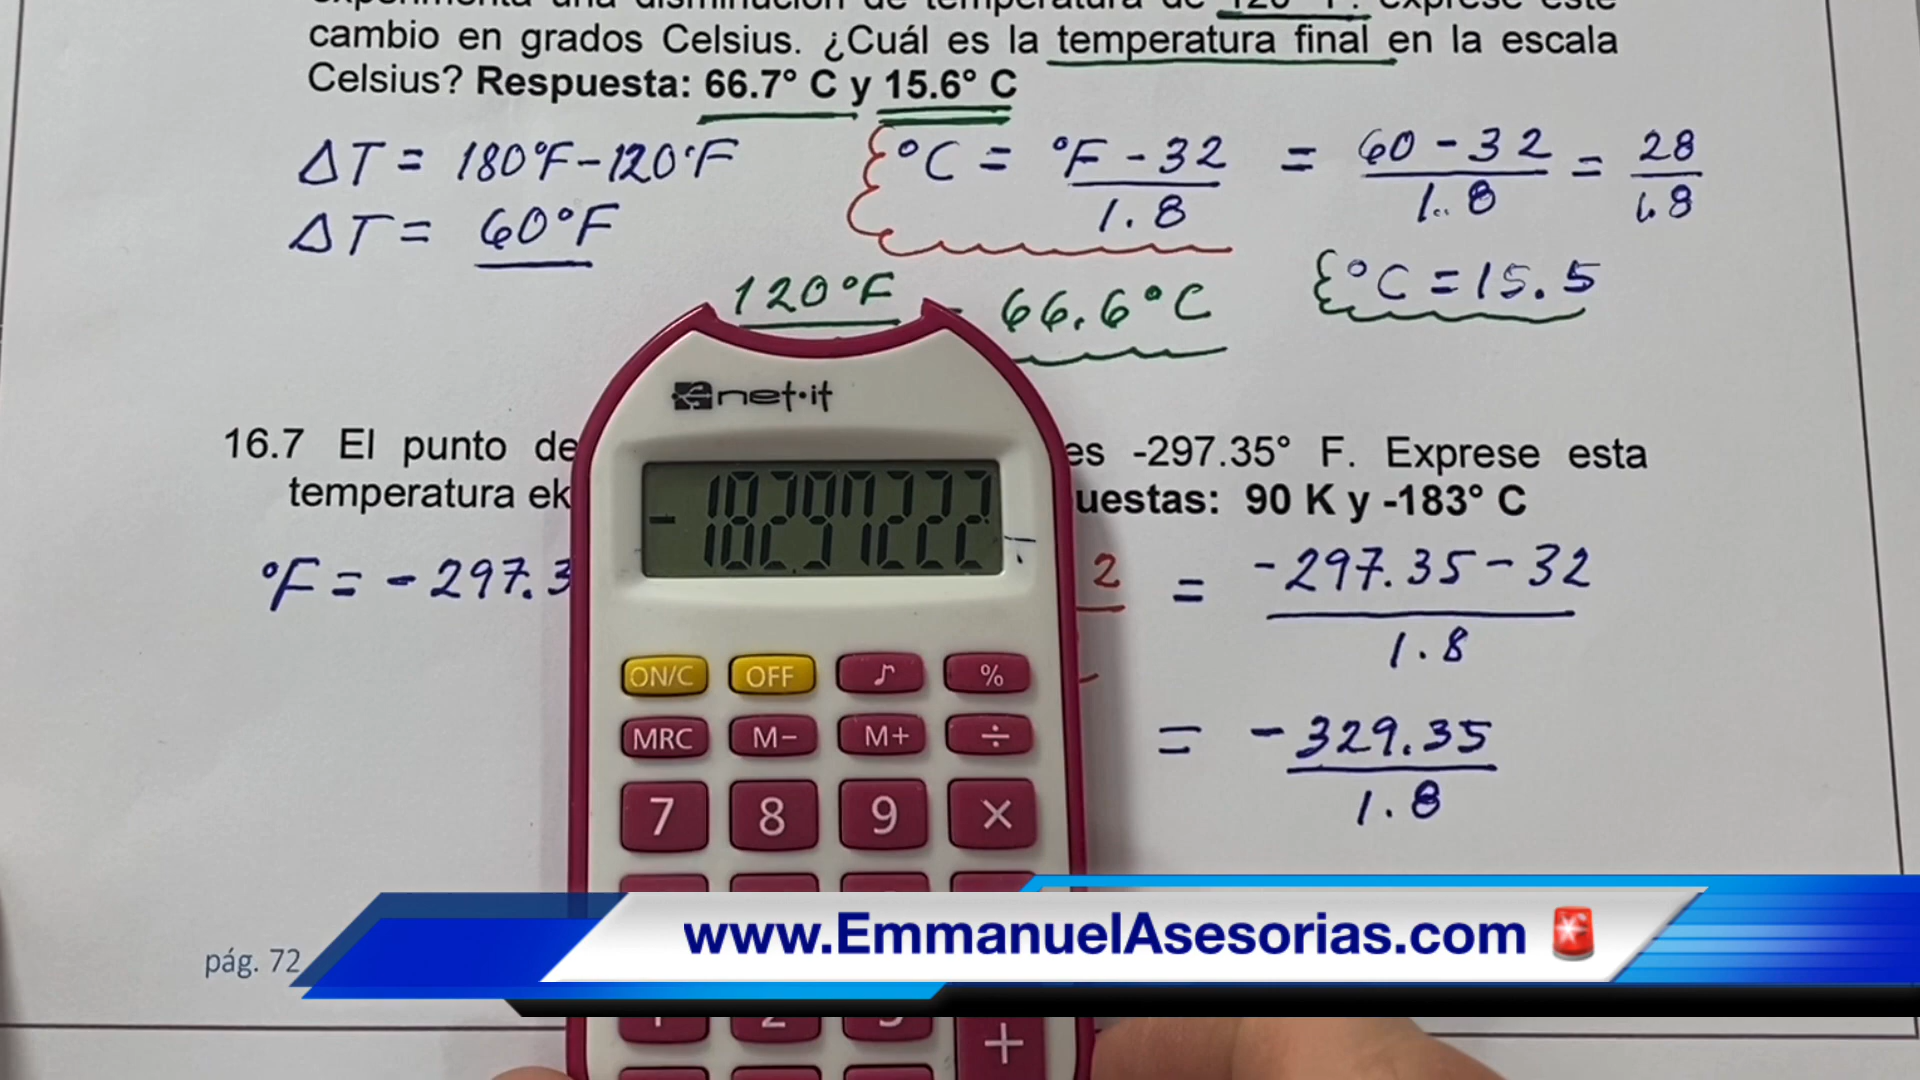 cambio en grados Celsius. ¿Cuál es la temperatura final en la escala
Celsius? Respuesta: 66.7° C y 15.6° C
ΔT = 180°F-120°F
°C = °F - 32 / 1.8 = 60 - 32 / 1.8 = 28 / 1.8
ΔT = 60°F
°C = 15.5
120°F
66.6°C
net·it
16.7 El punto de es -297.35° F. Exprese esta
temperatura uestas: 90 K y -183° C
-182.97222
°F = - 297.3
2 = -297.35 - 32 / 1.8
ON/C OFF ♪ %
MRC M− M+ ÷
= -329.35 / 1.8
7 8 9 ×
www.EmmanuelAsesorias.com
pág. 72
+